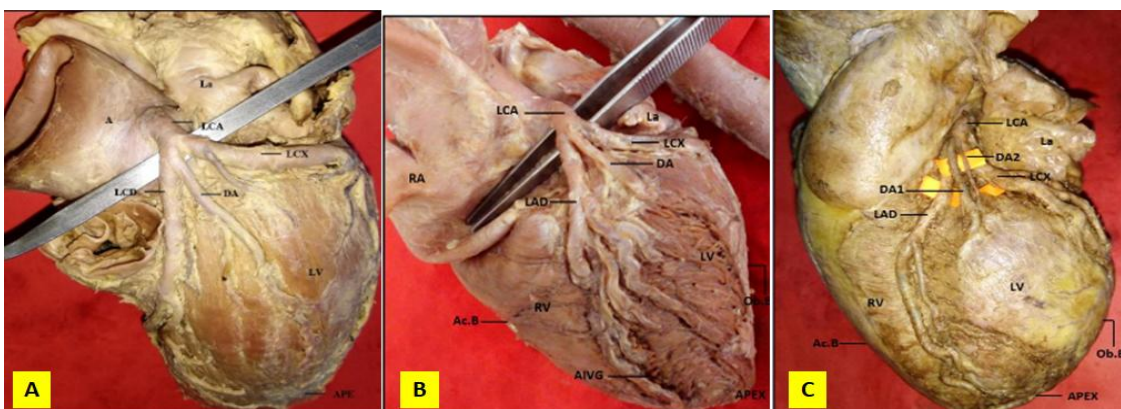 La
A
LCA
LCX
LCD
DA
LV
APE
A
LCA
La
LCX
DA
RA
LAD
LV
Ob.B
RV
Ac.B
AIVG
APEX
B
LCA
La
DA2
LCX
DA1
LAD
RV
LV
Ac.B
Ob.B
APEX
C